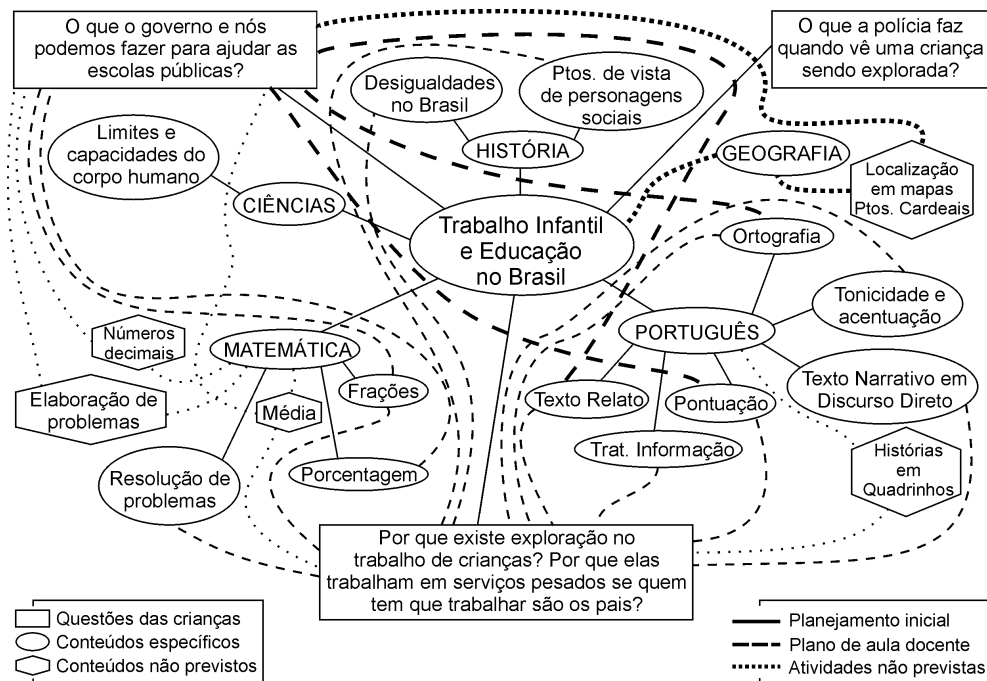 O que o governo e nós
podemos fazer para ajudar as
escolas públicas?
O que a polícia faz
quando vê uma criança
sendo explorada?
Desigualdades
no Brasil
Ptos. de vista
de personagens
sociais
HISTÓRIA
Limites e
capacidades do
corpo humano
CIÊNCIAS
GEOGRAFIA
Localização
em mapas
Ptos. Cardeais
Trabalho Infantil
e Educação
no Brasil
Ortografia
Tonicidade e
acentuação
PORTUGUÊS
Números
decimais
MATEMÁTICA
Elaboração de
problemas
Média
Frações
Resolução de
problemas
Porcentagem
Texto Relato
Pontuação
Texto Narrativo em
Discurso Direto
Trat. Informação
Histórias
em
Quadrinhos
Por que existe exploração no
trabalho de crianças? Por que elas
trabalham em serviços pesados se quem
tem que trabalhar são os pais?
Questões das crianças
Conteúdos específicos
Conteúdos não previstos
Planejamento inicial
Plano de aula docente
Atividades não previstas